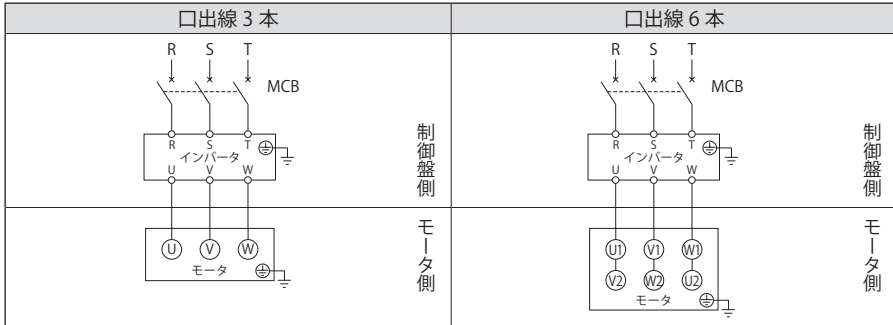 口出線 3 本
口出線 6 本
R S T
MCB
R S T
インバータ
U V W
制御盤側
U V W
モータ
モータ側
R S T
MCB
R S T
インバータ
U V W
制御盤側
U1 V1 W1
V2 W2 U2
モータ
モータ側